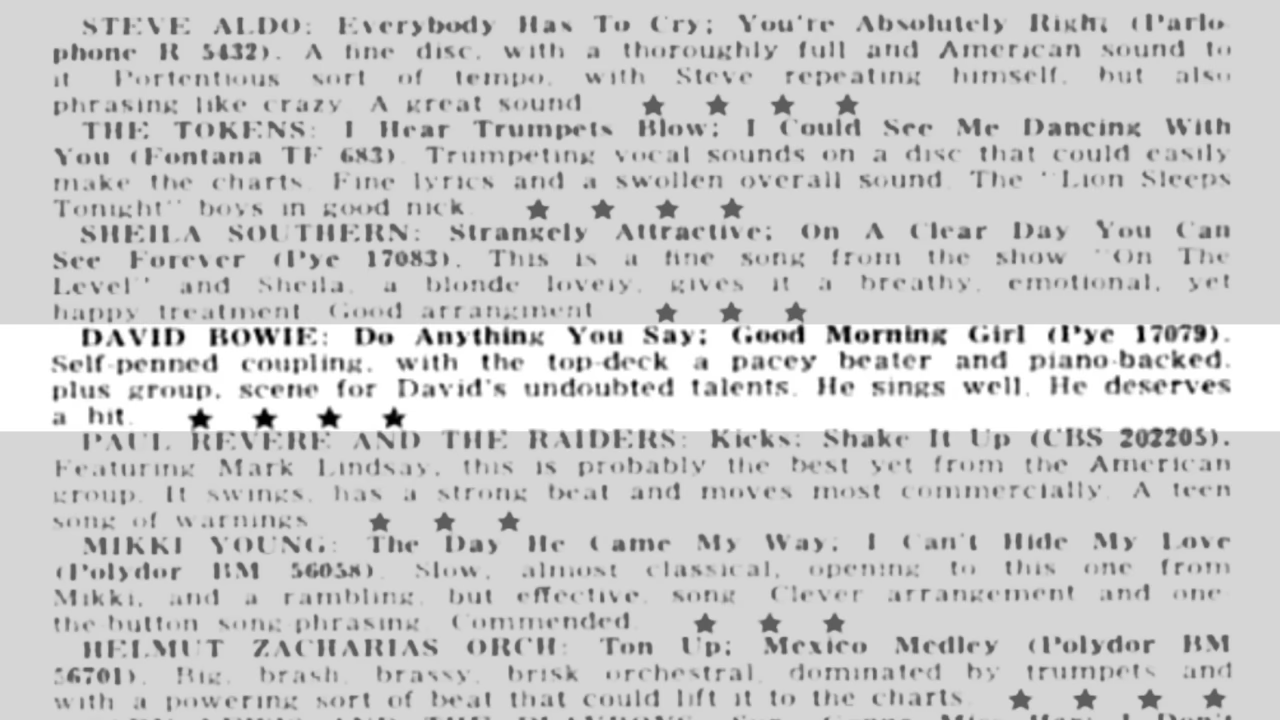 STEVE ALDO: Everybody Has To Cry; You're Absolutely Right (Parlo-
phone R 5432). A fine disc, with a thoroughly full and American sound to
it. Portentious sort of tempo, with Steve repeating himself, but also
phrasing like crazy. A great sound. ★ ★ ★ ★
THE TOKENS: I Hear Trumpets Blow; I Could See Me Dancing With
You (Fontana TF 683). Trumpeting vocal sounds on a disc that could easily
make the charts. Fine lyrics and a swollen overall sound. The "Lion Sleeps
Tonight" boys in good nick. ★ ★ ★ ★
SHEILA SOUTHERN: Strangely Attractive; On A Clear Day You Can
See Forever (Pye 17083). This is a fine song from the show "On The
Level" and Sheila, a blonde lovely, gives it a breathy, emotional, yet
happy treatment. Good arrangiment. ★ ★ ★
DAVID BOWIE: Do Anything You Say; Good Morning Girl (Pye 17079).
Self-penned coupling, with the top-deck a pacey beater and piano-backed,
plus group, scene for David's undoubted talents. He sings well. He deserves
a hit. ★ ★ ★ ★
PAUL REVERE AND THE RAIDERS: Kicks; Shake It Up (CBS 202205).
Featuring Mark Lindsay, this is probably the best yet from the American
group. It swings, has a strong beat and moves most commercially. A teen
song of warnings. ★ ★ ★
MIKKI YOUNG: The Day He Came My Way; I Can't Hide My Love
(Polydor BM 56058). Slow, almost classical, opening to this one from
Mikki, and a rambling, but effective, song. Clever arrangement and one-
the-button song-phrasing. Commended. ★ ★ ★
HELMUT ZACHARIAS ORCH: Ton Up; Mexico Medley (Polydor BM
56701). Big, brash, brassy, brisk orchestral, dominated by trumpets and
with a powering sort of beat that could lift it to the charts. ★ ★ ★ ★